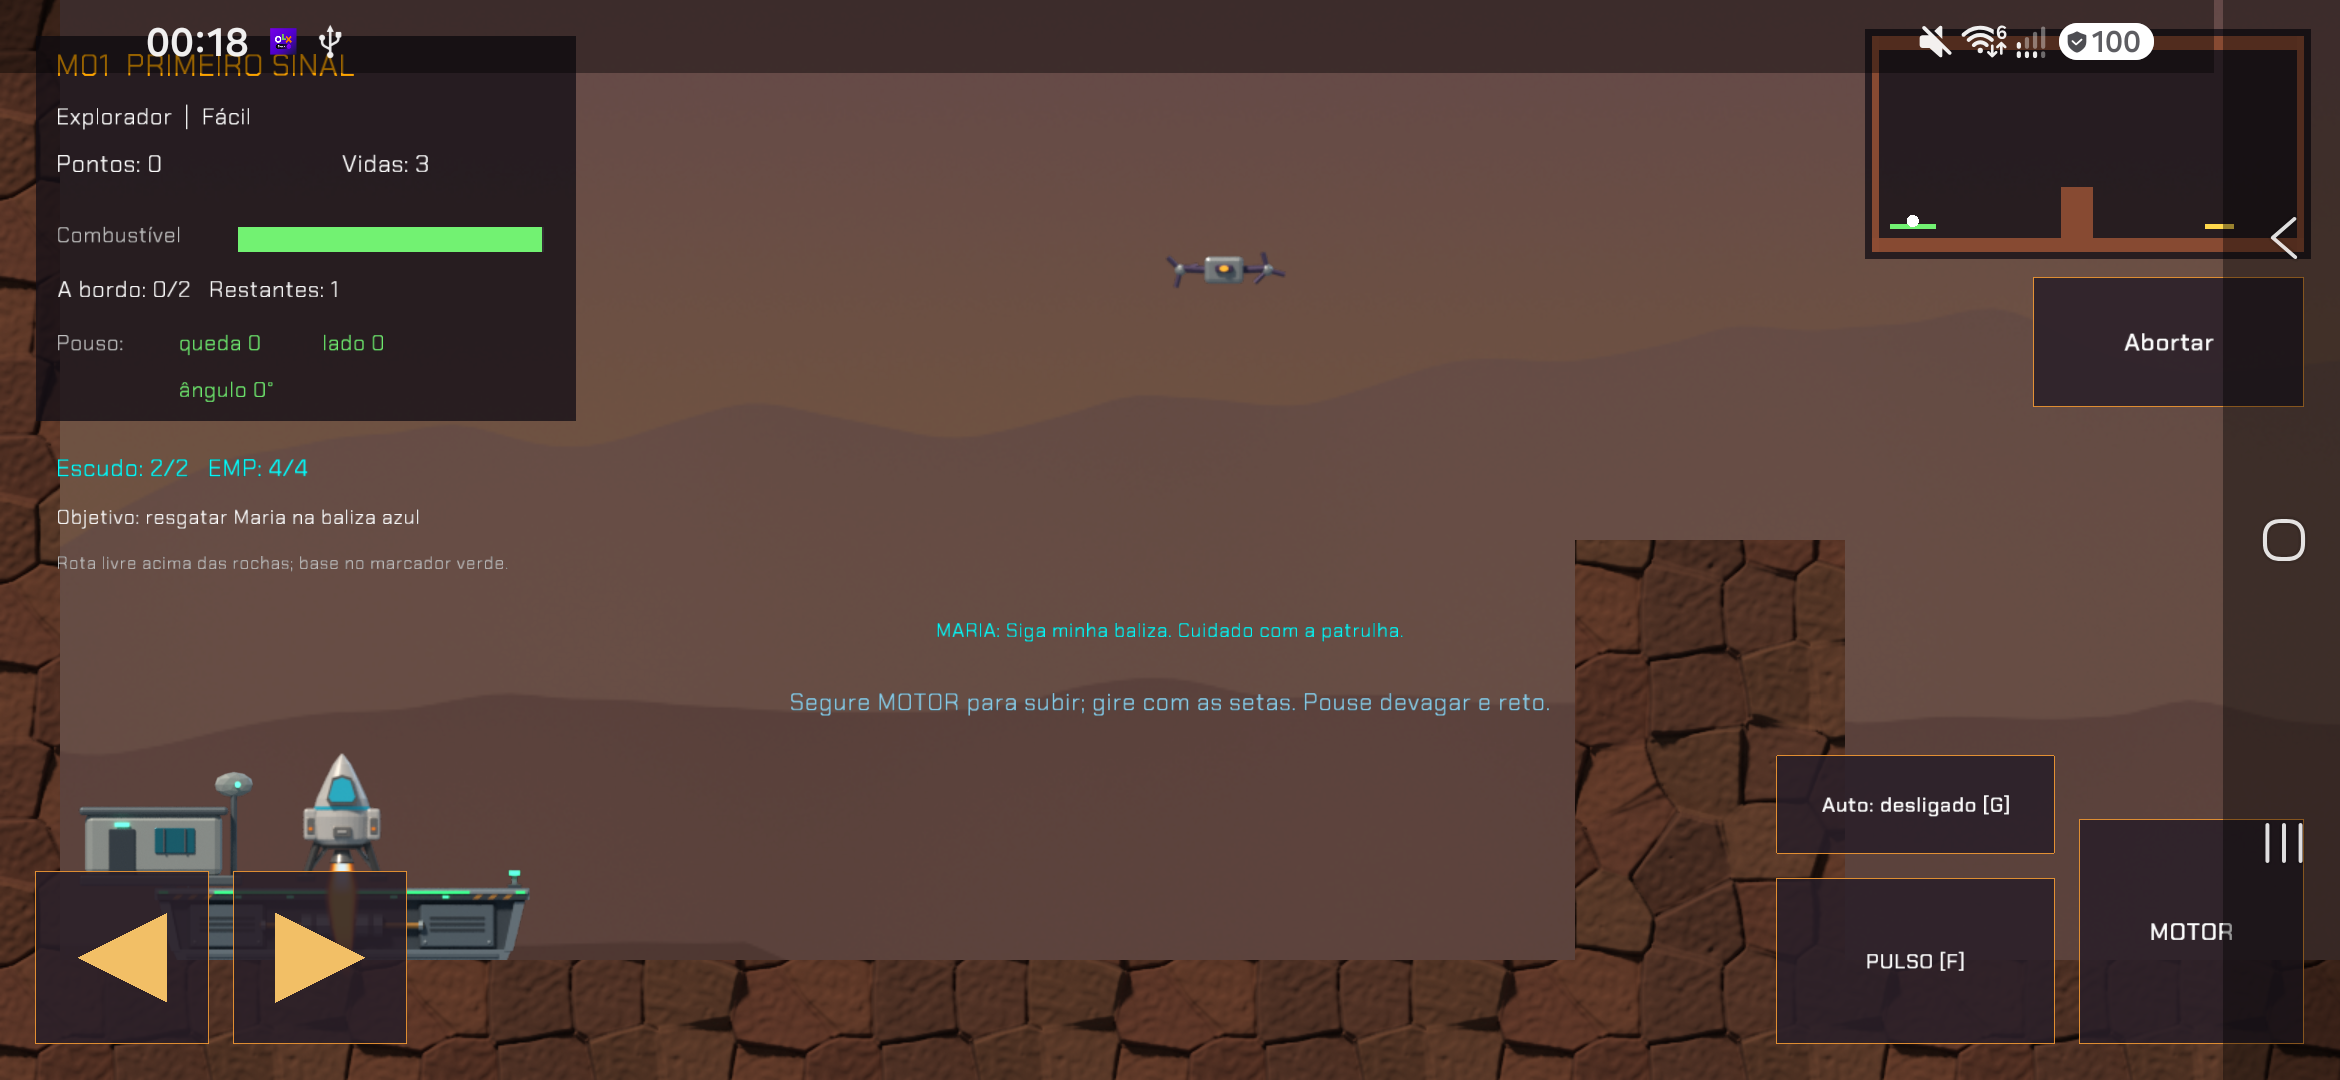 00:18
6
100
M01 PRIMEIRO SINAL
Explorador | Fácil
Pontos: 0 Vidas: 3
Combustível
A bordo: 0/2 Restantes: 1
Pouso: queda 0 lado 0
ângulo 0°
Abortar
Escudo: 2/2 EMP: 4/4
Objetivo: resgatar Maria na baliza azul
Rota livre acima das rochas; base no marcador verde.
MARIA: Siga minha baliza. Cuidado com a patrulha.
Segure MOTOR para subir; gire com as setas. Pouse devagar e reto.
Auto: desligado [G]
PULSO [F]
MOTOR